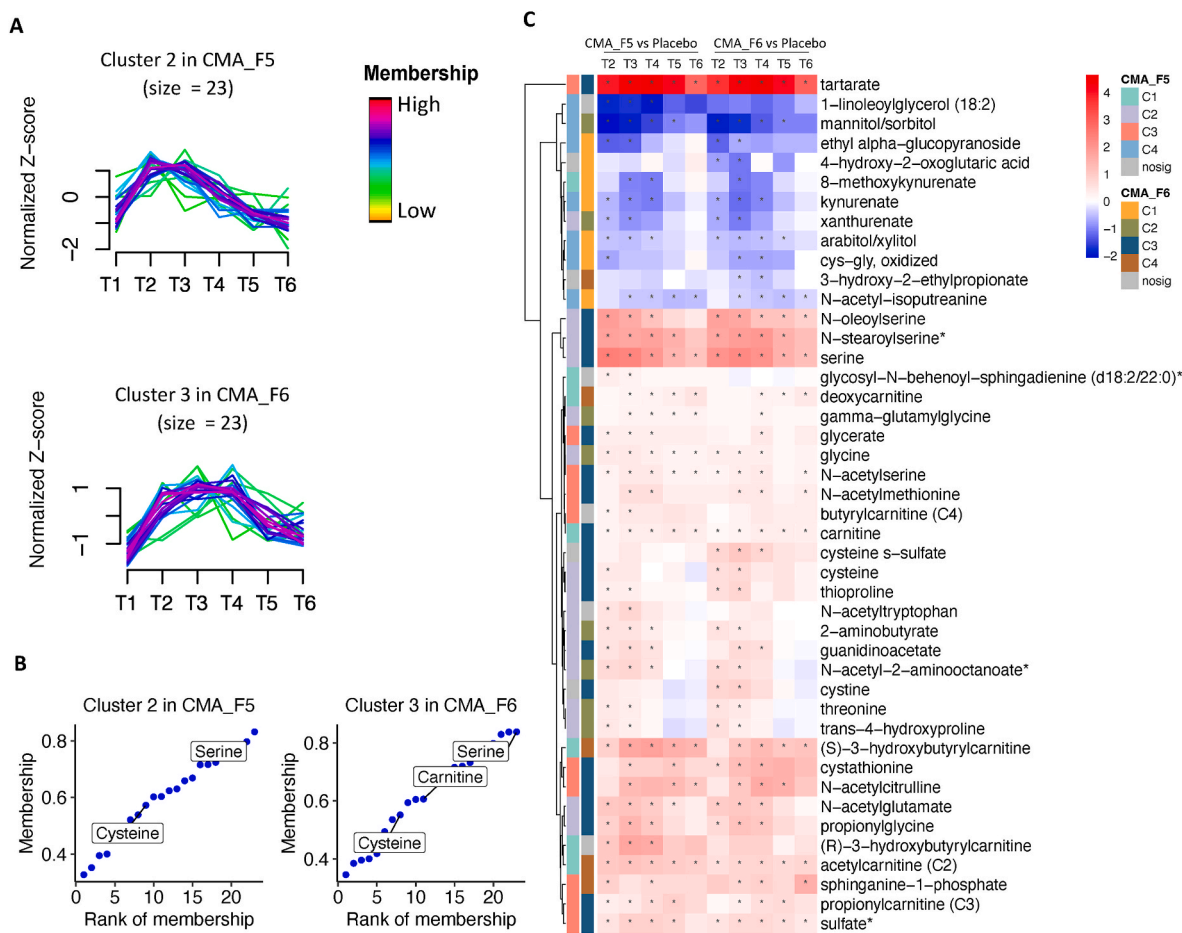 A
Cluster 2 in CMA_F5
(size = 23)
Normalized Z-score
0
−2
T1 T2 T3 T4 T5 T6
Membership
High
Low
Cluster 3 in CMA_F6
(size = 23)
Normalized Z-score
1
−1
T1 T2 T3 T4 T5 T6
B
Cluster 2 in CMA_F5
Membership
0.8
0.6
0.4
Serine
Cysteine
0 5 10 15 20
Rank of membership
Cluster 3 in CMA_F6
Membership
0.8
0.6
0.4
Serine
Carnitine
Cysteine
0 5 10 15 20
Rank of membership
C
CMA_F5 vs Placebo CMA_F6 vs Placebo
T2 T3 T4 T5 T6 T2 T3 T4 T5 T6
tartarate
1−linoleoylglycerol (18:2)
mannitol/sorbitol
ethyl alpha−glucopyranoside
4−hydroxy−2−oxoglutaric acid
8−methoxykynurenate
kynurenate
xanthurenate
arabitol/xylitol
cys−gly, oxidized
3−hydroxy−2−ethylpropionate
N−acetyl−isoputreanine
N−oleoylserine
N−stearoylserine*
serine
glycosyl−N−behenoyl−sphingadienine (d18:2/22:0)*
deoxycarnitine
gamma−glutamylglycine
glycerate
glycine
N−acetylserine
N−acetylmethionine
butyrylcarnitine (C4)
carnitine
cysteine s−sulfate
cysteine
thioproline
N−acetyltryptophan
2−aminobutyrate
guanidinoacetate
N−acetyl−2−aminooctanoate*
cystine
threonine
trans−4−hydroxyproline
(S)−3−hydroxybutyrylcarnitine
cystathionine
N−acetylcitrulline
N−acetylglutamate
propionylglycine
(R)−3−hydroxybutyrylcarnitine
acetylcarnitine (C2)
sphinganine−1−phosphate
propionylcarnitine (C3)
sulfate*
4
3
2
1
0
−1
−2
CMA_F5
C1
C2
C3
C4
nosig
CMA_F6
C1
C2
C3
C4
nosig